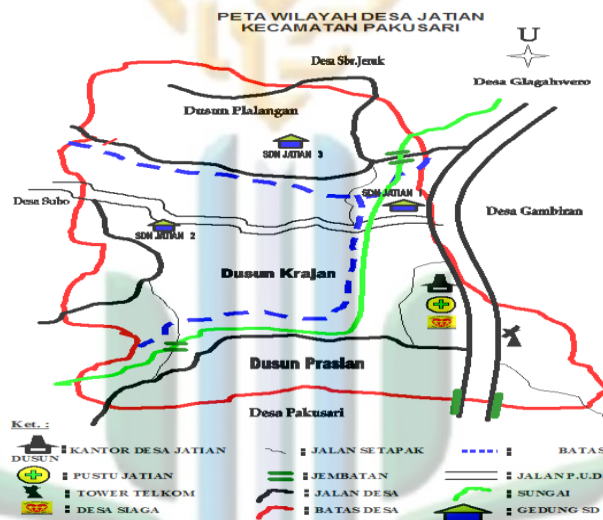 PETA WILAYAH DESA JATIAN
KECAMATAN PAKUSARI
U
Desa Sbr.Jeruk
Desa Glagahwero
Dusun Plalangan
SDN JATIAN 3
SDN JATIAN 1
Desa Subo
Desa Gambiran
SDN JATIAN 2
Dusun Krajan
Dusun Prasian
Desa Pakusari
Ket. :
: KANTOR DESA JATIAN
: JALAN SETAPAK
: BATAS
DUSUN
: PUSTU JATIAN
: JEMBATAN
: JALAN P.U.D
: TOWER TELKOM
: JALAN DESA
: SUNGAI
: DESA SIAGA
: BATAS DESA
: GEDUNG SD